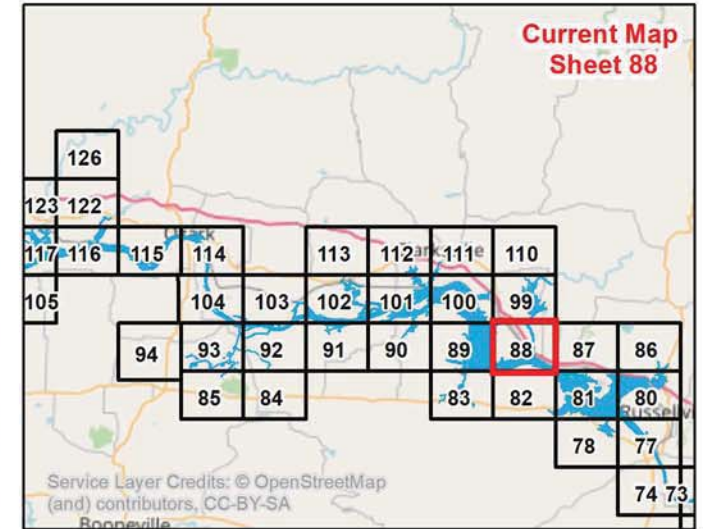 Current Map
Sheet 88
126
123 122
117 116 115 114 113 112 111 110
105 104 103 102 101 100 99
94 93 92 91 90 89 88 87 86
85 84 83 82 81 80
78 77
74 73
Service Layer Credits: © OpenStreetMap
(and) contributors, CC-BY-SA
Booneville